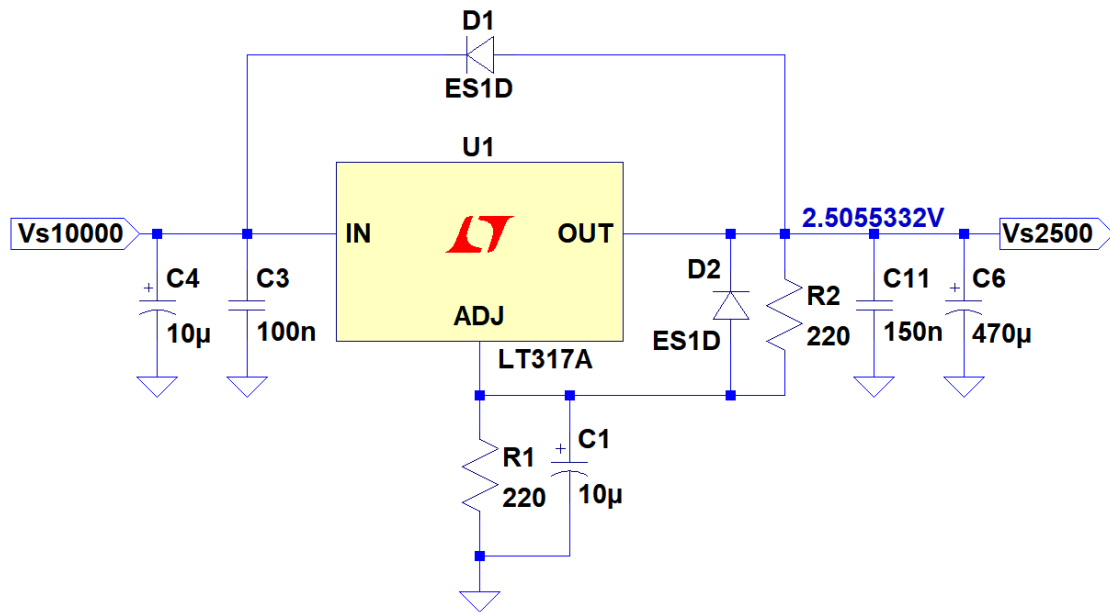 D1
ES1D
U1
Vs10000
IN
OUT
2.5055332V
Vs2500
C4
10µ
C3
100n
ADJ
LT317A
D2
ES1D
R2
220
C11
150n
C6
470µ
R1
220
C1
10µ